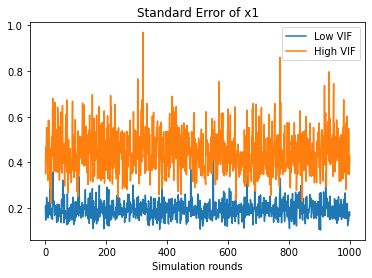 Standard Error of x1
Low VIF
High VIF
1.0
0.8
0.6
0.4
0.2
0 200 400 600 800 1000
Simulation rounds